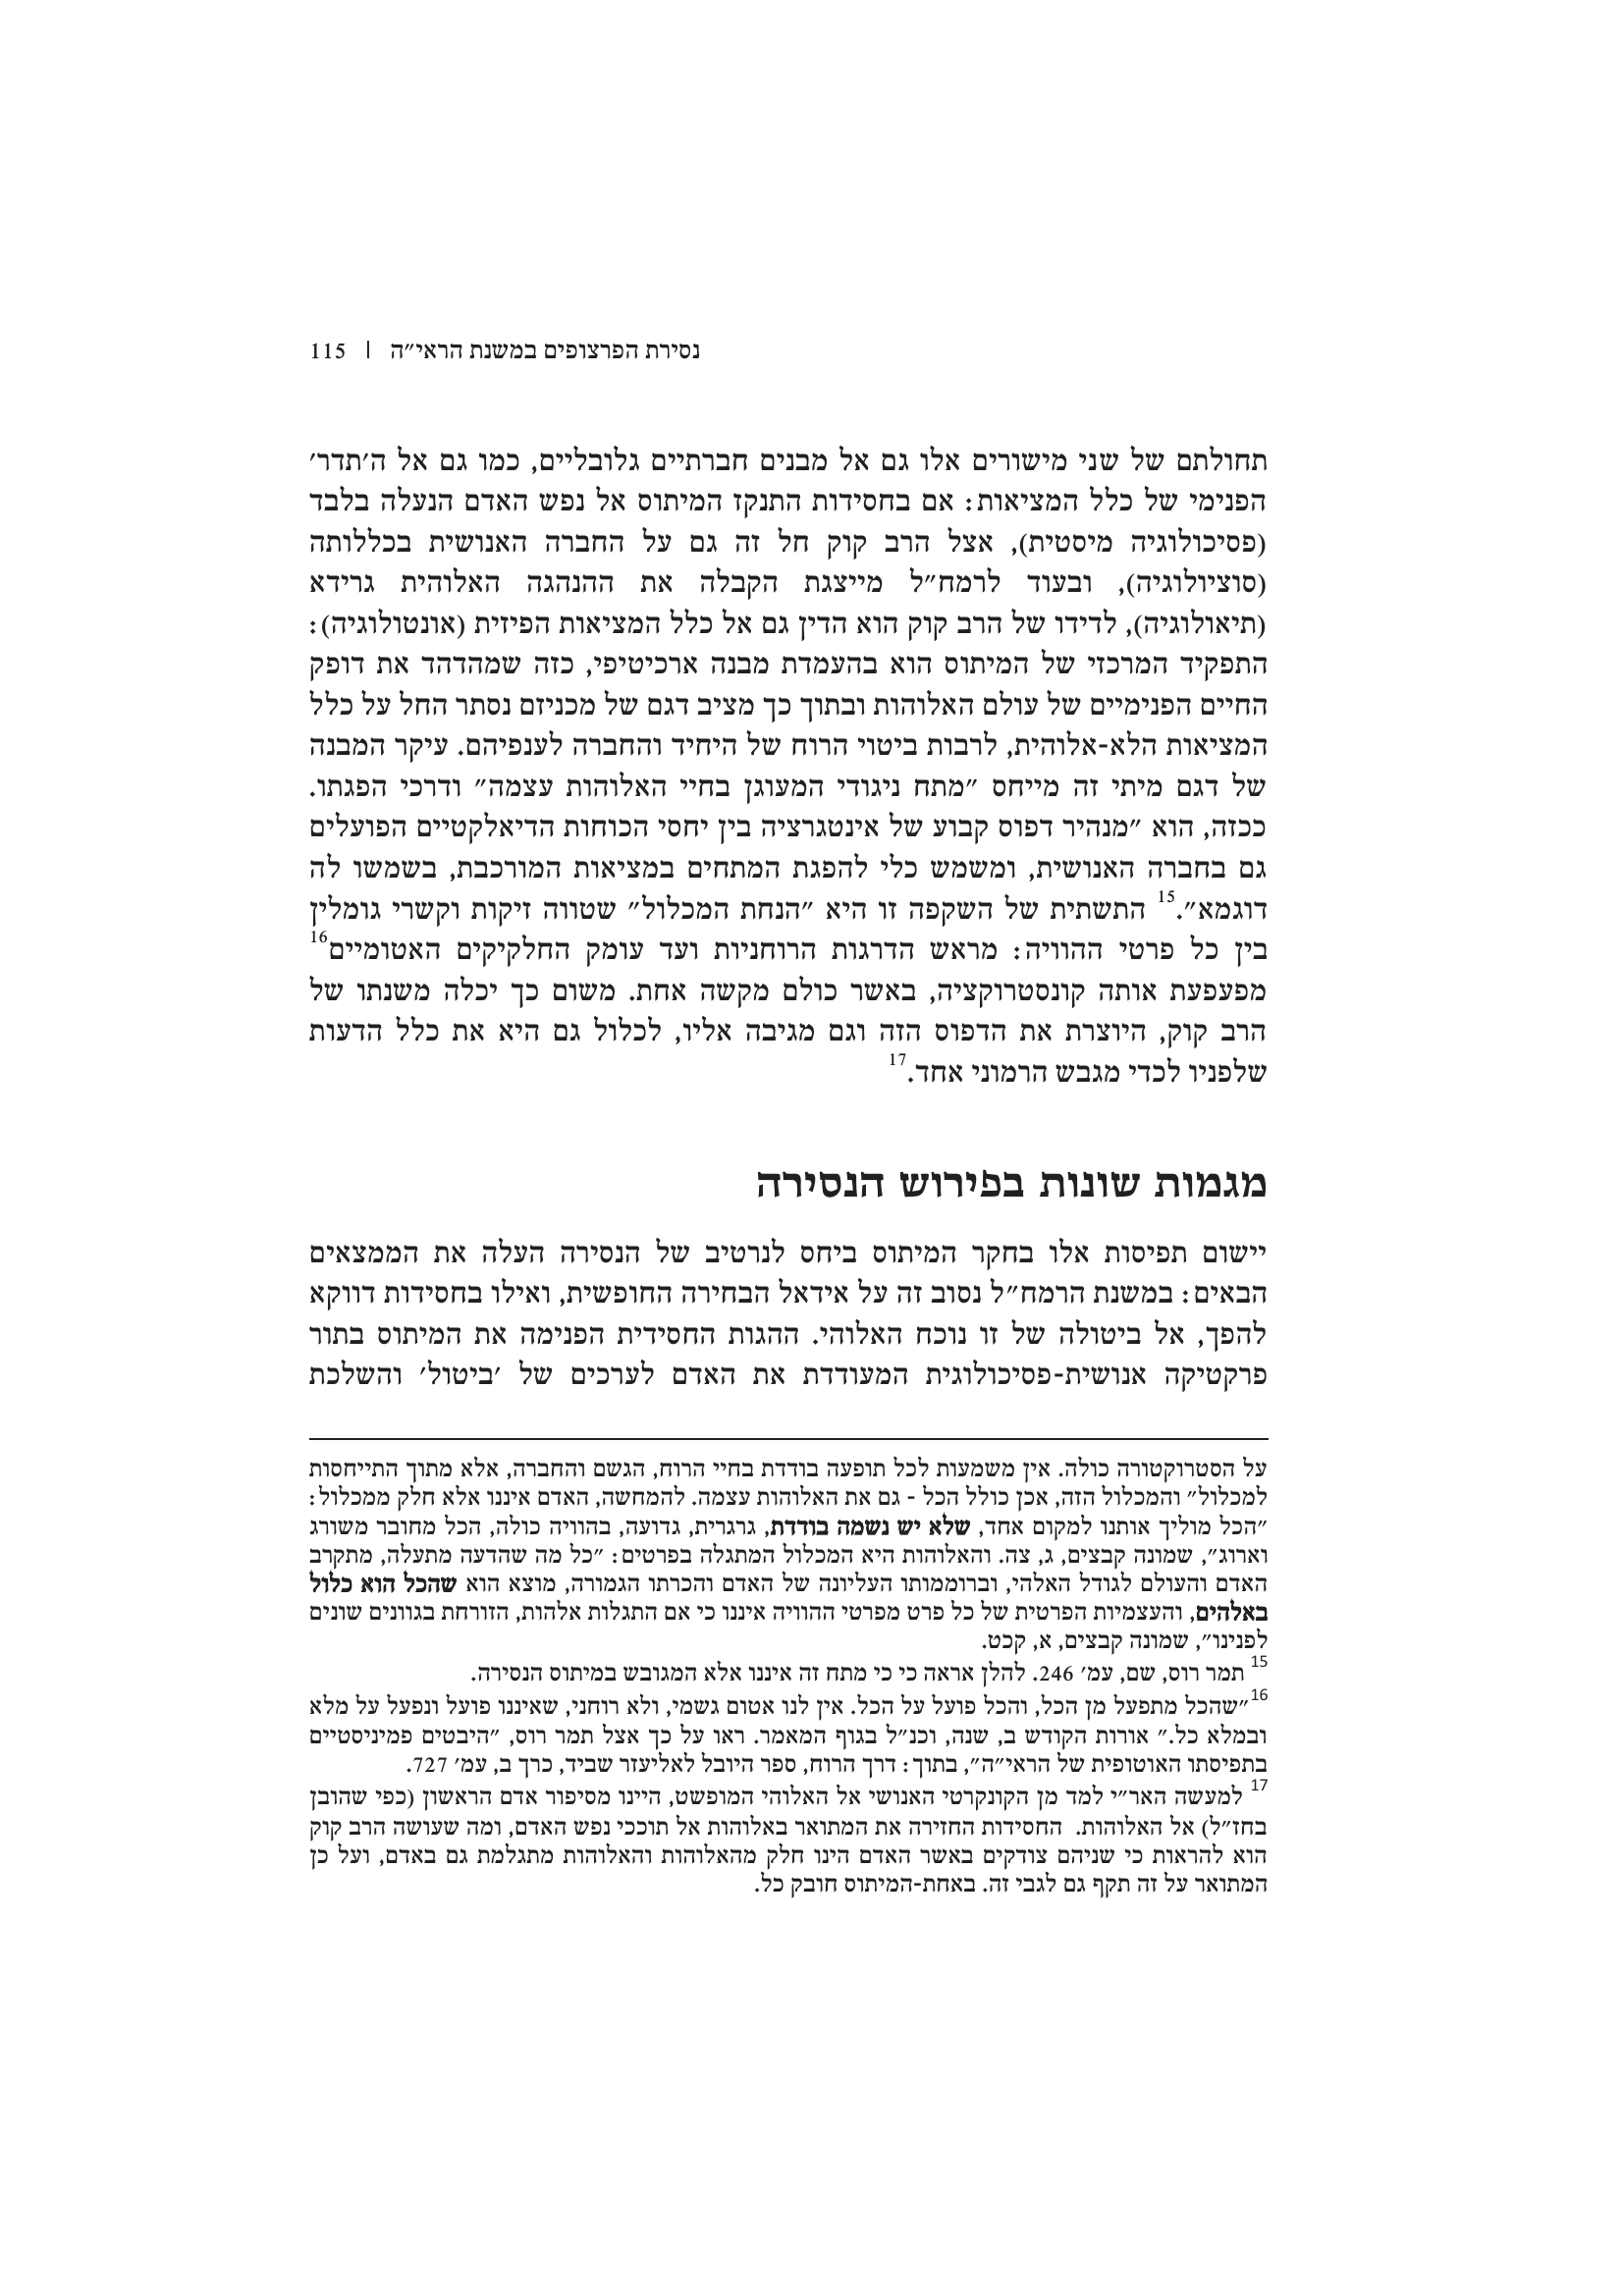 נסירת הפרצופים במשנת הראי״ה | 115
תחולתם של שני מישורים אלו גם אל מבנים חברתיים גלובליים, כמו גם אל ה׳תדר׳
הפנימי של כלל המציאות: אם בחסידות התנקז המיתוס אל נפש האדם הנעלה בלבד
(פסיכולוגיה מיסטית), אצל הרב קוק חל זה גם על החברה האנושית בכללותה
(סוציולוגיה), ובעוד לרמח״ל מייצגת הקבלה את ההנהגה האלוהית גרידא
(תיאולוגיה), לדידו של הרב קוק הוא הדין גם אל כלל המציאות הפיזית (אונטולוגיה):
התפקיד המרכזי של המיתוס הוא בהעמדת מבנה ארכיטיפי, כזה שמהדהד את דופק
החיים הפנימיים של עולם האלוהות ובתוך כך מציב דגם של מכניזם נסתר החל על כלל
המציאות הלא-אלוהית, לרבות ביטוי הרוח של היחיד והחברה לענפיהם. עיקר המבנה
של דגם מיתי זה מייחס ״מתח ניגודי המעוגן בחיי האלוהות עצמה״ ודרכי הפגתו.
ככזה, הוא ״מנהיר דפוס קבוע של אינטגרציה בין יחסי הכוחות הדיאלקטיים הפועלים
גם בחברה האנושית, ומשמש כלי להפגת המתחים במציאות המורכבת, בשמשו לה
דוגמא״.15 התשתית של השקפה זו היא ״הנחת המכלול״ שטווה זיקות וקשרי גומלין
בין כל פרטי ההוויה: מראש הדרגות הרוחניות ועד עומק החלקיקים האטומיים16
מפעפעת אותה קונסטרוקציה, באשר כולם מקשה אחת. משום כך יכלה משנתו של
הרב קוק, היוצרת את הדפוס הזה וגם מגיבה אליו, לכלול גם היא את כלל הדעות
שלפניו לכדי מגבש הרמוני אחד.17
מגמות שונות בפירוש הנסירה
יישום תפיסות אלו בחקר המיתוס ביחס לנרטיב של הנסירה העלה את הממצאים
הבאים: במשנת הרמח״ל נסוב זה על אידאל הבחירה החופשית, ואילו בחסידות דווקא
להפך, אל ביטולה של זו נוכח האלוהי. ההגות החסידית הפנימה את המיתוס בתור
פרקטיקה אנושית-פסיכולוגית המעודדת את האדם לערכים של ׳ביטול׳ והשלכת
על הסטרוקטורה כולה. אין משמעות לכל תופעה בודדת בחיי הרוח, הגשם והחברה, אלא מתוך התייחסות
למכלול״ והמכלול הזה, אכן כולל הכל - גם את האלוהות עצמה. להמחשה, האדם איננו אלא חלק ממכלול:
״הכל מוליך אותנו למקום אחד, שלא יש נשמה בודדת, גרגרית, גדועה, בהוויה כולה, הכל מחובר משורג
וארוג״, שמונה קבצים, ג, צה. והאלוהות היא המכלול המתגלה בפרטים: ״כל מה שהדעה מתעלה, מתקרב
האדם והעולם לגודל האלהי, וברוממותו העליונה של האדם והכרתו הגמורה, מוצא הוא שהכל הוא כלול
באלהים, והעצמיות הפרטית של כל פרט מפרטי ההוויה איננו כי אם התגלות אלהות, הזורחת בגוונים שונים
לפנינו״, שמונה קבצים, א, קכט.
15 תמר רוס, שם, עמ׳ 246. להלן אראה כי כי מתח זה איננו אלא המגובש במיתוס הנסירה.
16״שהכל מתפעל מן הכל, והכל פועל על הכל. אין לנו אטום גשמי, ולא רוחני, שאיננו פועל ונפעל על מלא
ובמלא כל.״ אורות הקודש ב, שנה, וכנ״ל בגוף המאמר. ראו על כך אצל תמר רוס, ״היבטים פמיניסטיים
בתפיסתו האוטופית של הראי״ה״, בתוך: דרך הרוח, ספר היובל לאליעזר שביד, כרך ב, עמ׳ 727.
17 למעשה האר״י למד מן הקונקרטי האנושי אל האלוהי המופשט, היינו מסיפור אדם הראשון (כפי שהובן
בחז״ל) אל האלוהות. החסידות החזירה את המתואר באלוהות אל תוככי נפש האדם, ומה שעושה הרב קוק
הוא להראות כי שניהם צודקים באשר האדם הינו חלק מהאלוהות והאלוהות מתגלמת גם באדם, ועל כן
המתואר על זה תקף גם לגבי זה. באחת-המיתוס חובק כל.